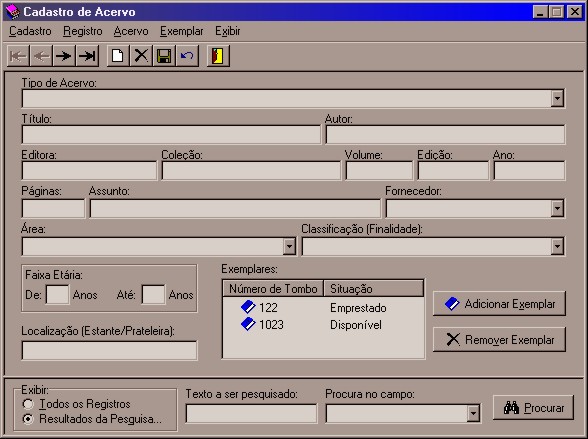 Cadastro de Acervo
Cadastro Registro Acervo Exemplar Exibir
Tipo de Acervo:
Título: Autor:
Editora: Coleção: Volume: Edição: Ano:
Páginas: Assunto: Fornecedor:
Área: Classificação (Finalidade):
Faixa Etária:
De: Anos Até: Anos
Localização (Estante/Prateleira):
Exemplares:
Número de Tombo Situação
122 Emprestado
1023 Disponível
Adicionar Exemplar
Remover Exemplar
Exibir:
Todos os Registros
Resultados da Pesquisa...
Texto a ser pesquisado: Procura no campo:
Procurar